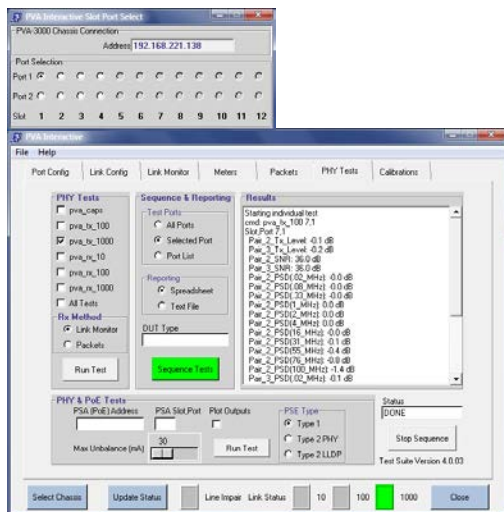 PVA Interactive Slot Port Select
PVA-3000 Chassis Connection
Address 192.168.221.138
Port Selection
Port 1
Port 2
Slot 1 2 3 4 5 6 7 8 9 10 11 12
PVA Interactive
File Help
Port Config Link Config Link Monitor Meters Packets PHY Tests Calibrations
PHY Tests
pva_caps
pva_tx_100
pva_tx_1000
pva_rx_10
pva_rx_100
pva_rx_1000
All Tests
Rx Method
Link Monitor
Packets
Run Test
Sequence & Reporting
Test Ports
All Ports
Selected Port
Port List
Reporting
Spreadsheet
Text File
DUT Type
Sequence Tests
Results
Starting individual test
cmd: pva_tx_100 7,1
Slot,Port 7,1
Pair_2_Tx_Level: -0.1 dB
Pair_3_Tx_Level: -0.2 dB
Pair_2_SNR: 36.0 dB
Pair_3_SNR: 36.0 dB
Pair_2_PSD(.02_MHz): -0.0 dB
Pair_2_PSD(.08_MHz): -0.0 dB
Pair_2_PSD(.33_MHz): -0.0 dB
Pair_2_PSD(1_MHz): 0.0 dB
Pair_2_PSD(2_MHz): 0.0 dB
Pair_2_PSD(4_MHz): 0.0 dB
Pair_2_PSD(16_MHz): -0.0 dB
Pair_2_PSD(31_MHz): -0.1 dB
Pair_2_PSD(55_MHz): -0.4 dB
Pair_2_PSD(76_MHz): -0.8 dB
Pair_2_PSD(100_MHz): -1.4 dB
Pair_3_PSD(.02_MHz): -0.1 dB
PHY & PoE Tests
PSA (PoE) Address PSA Slot,Port Plot Outputs
Max Unbalance (mA) 30
Run Test
PSE Type
Type 1
Type 2 PHY
Type 2 LLDP
Status
DONE
Stop Sequence
Test Suite Version 4.0.03
Select Chassis Update Status Line Impair Link Status 10 100 1000 Close